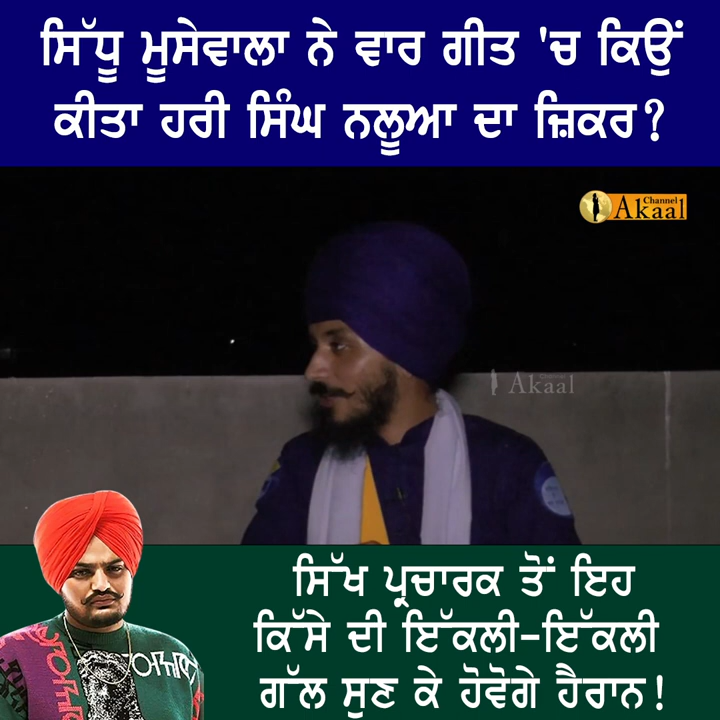 ਸਿੱਧੂ ਮੂਸੇਵਾਲਾ ਨੇ ਵਾਰ ਗੀਤ 'ਚ ਕਿਉਂ
ਕੀਤਾ ਹਰੀ ਸਿੰਘ ਨਲੂਆ ਦਾ ਜ਼ਿਕਰ?
Channel
Akaal
Akaal
ਸਿੱਖ ਪ੍ਰਚਾਰਕ ਤੋਂ ਇਹ
ਕਿੱਸੇ ਦੀ ਇੱਕਲੀ-ਇੱਕਲੀ
ਗੱਲ ਸੁਣ ਕੇ ਹੋਵੋਗੇ ਹੈਰਾਨ!